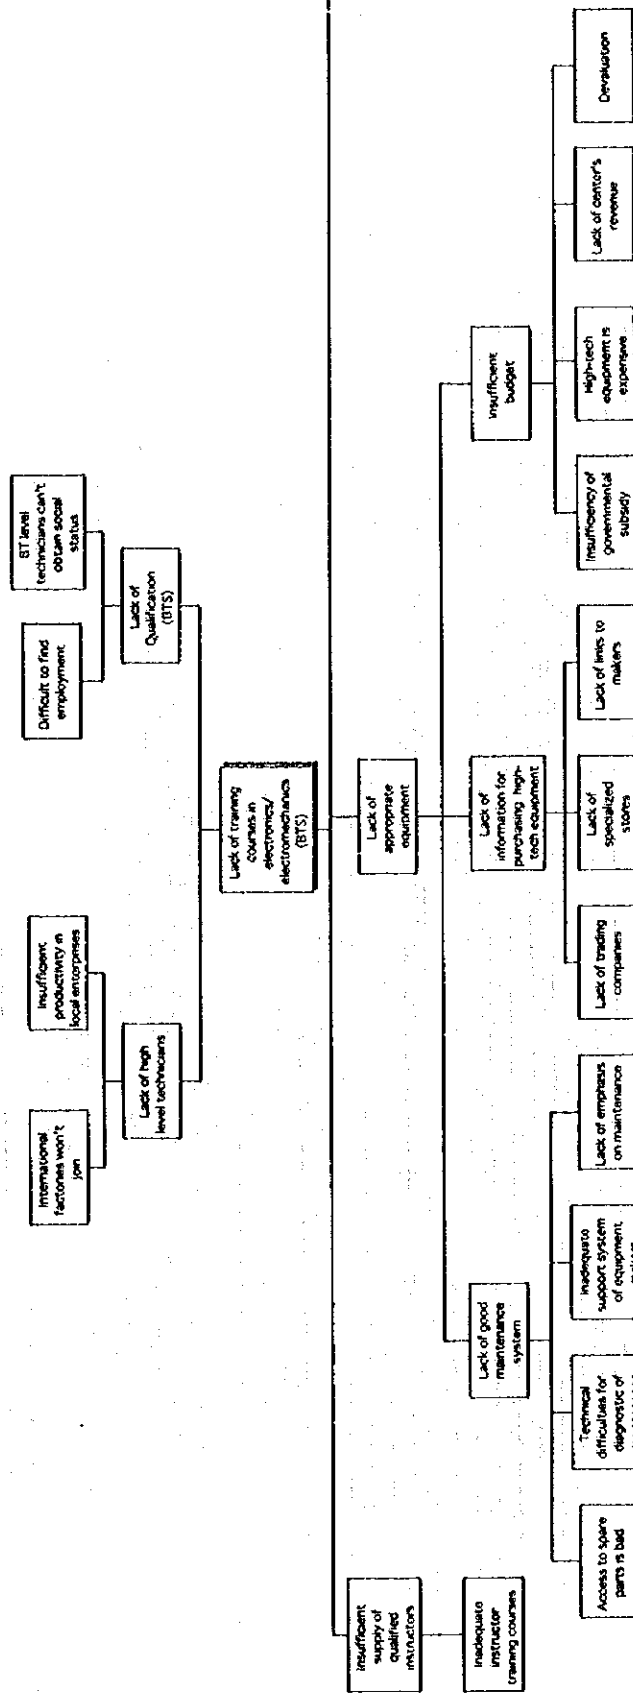 International
factories won't
join
Insufficient
productivity in
local enterprises
Difficult to find
employment
BT level
technicians can't
obtain social
status
Lack of high
level technicians
Lack of
Qualification
(BTS)
Lack of training
courses in
electronics/
electromechanics
(BTS)
Insufficient
supply of
qualified
instructors
Lack of
appropriate
equipment
Inadequate
instructor
training courses
Lack of good
maintenance
system
Lack of
information for
purchasing high-
tech equipment
Insufficient
budget
Access to spare
parts is bad
Technical
difficulties for
diagnostic of
Inadequate
support system
of equipment
Lack of emphasis
on maintenance
Lack of trading
companies
Lack of
specialized
stores
Lack of links to
makers
Insufficiency of
governmental
subsidy
High-tech
equipment is
expensive
Lack of center's
revenue
Devaluation